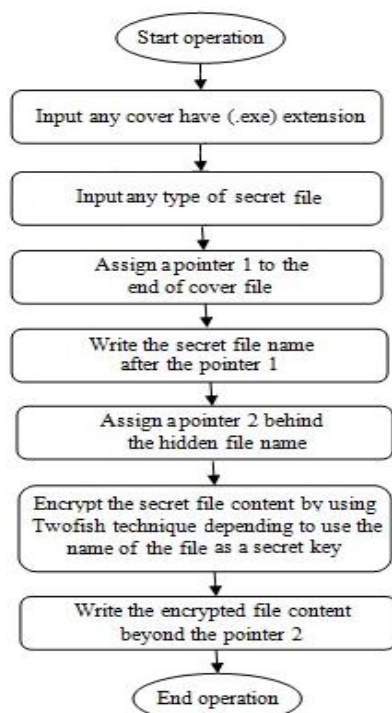 Start operation
Input any cover have (.exe) extension
Input any type of secret file
Assign a pointer 1 to the
end of cover file
Write the secret file name
after the pointer 1
Assign a pointer 2 behind
the hidden file name
Encrypt the secret file content by using
Twofish technique depending to use the
name of the file as a secret key
Write the encrypted file content
beyond the pointer 2
End operation